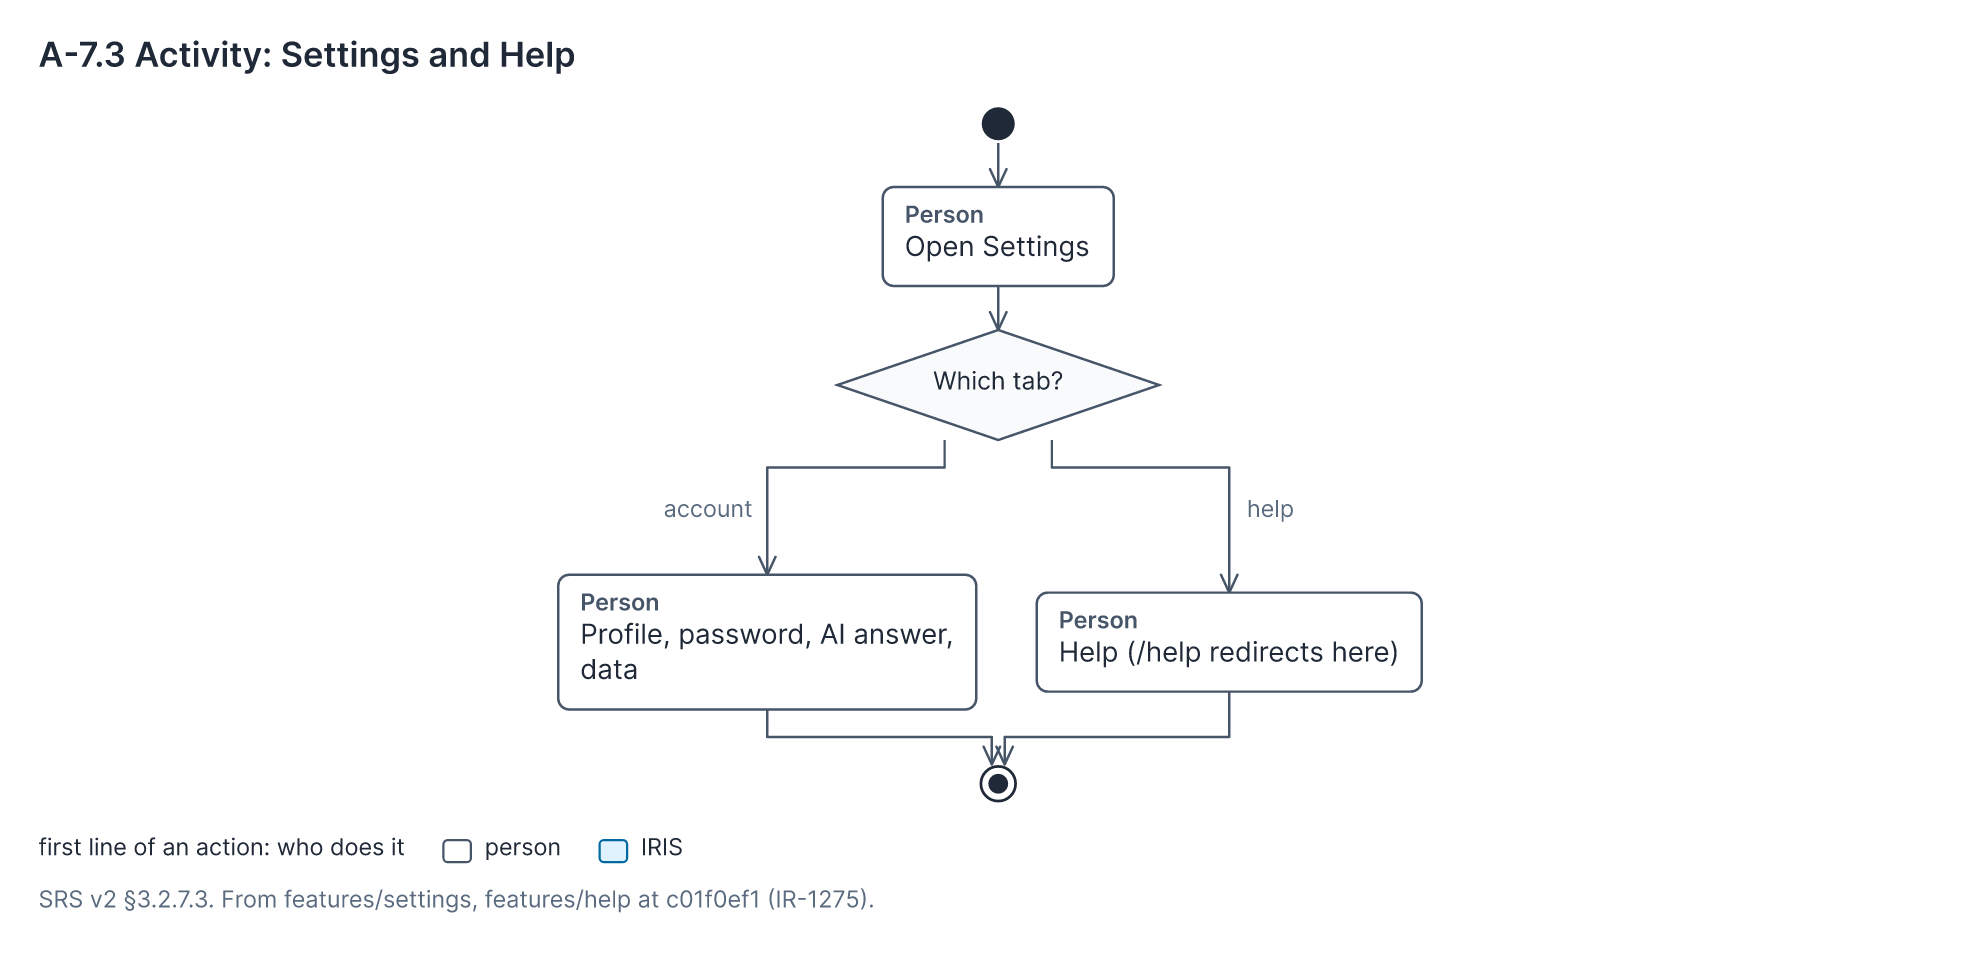 A-7.3 Activity: Settings and Help
Person
Open Settings
Which tab?
account
help
Person
Profile, password, AI answer,
data
Person
Help (/help redirects here)
first line of an action: who does it
person
IRIS
SRS v2 §3.2.7.3. From features/settings, features/help at c01f0ef1 (IR-1275).